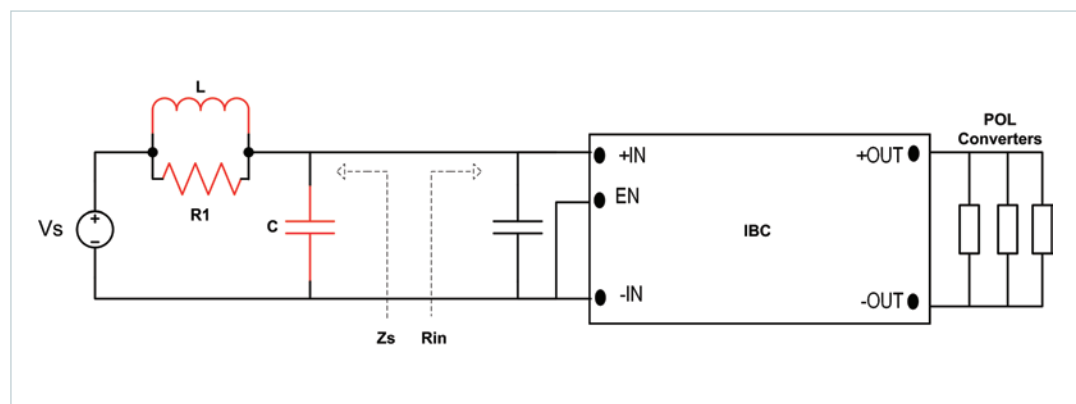 L
R1
Vs
+
−
C
Zs
Rin
+IN
EN
-IN
IBC
+OUT
-OUT
POL
Converters